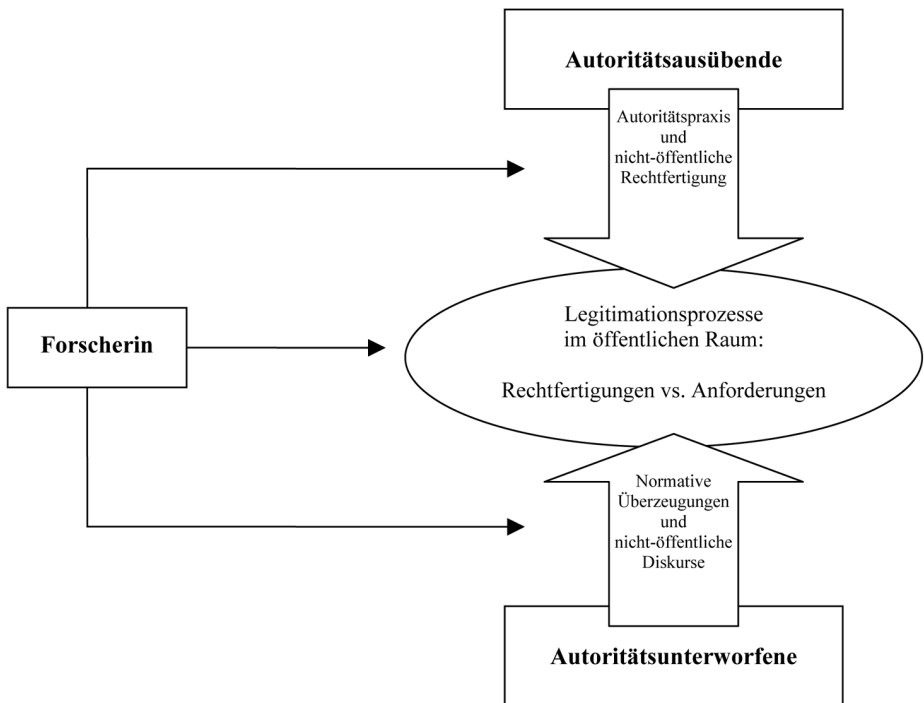 Autoritätsausübende
Autoritätspraxis
und
nicht-öffentliche
Rechtfertigung
Forscherin
Legitimationsprozesse
im öffentlichen Raum:
Rechtfertigungen vs. Anforderungen
Normative
Überzeugungen
und
nicht-öffentliche
Diskurse
Autoritätsunterworfene